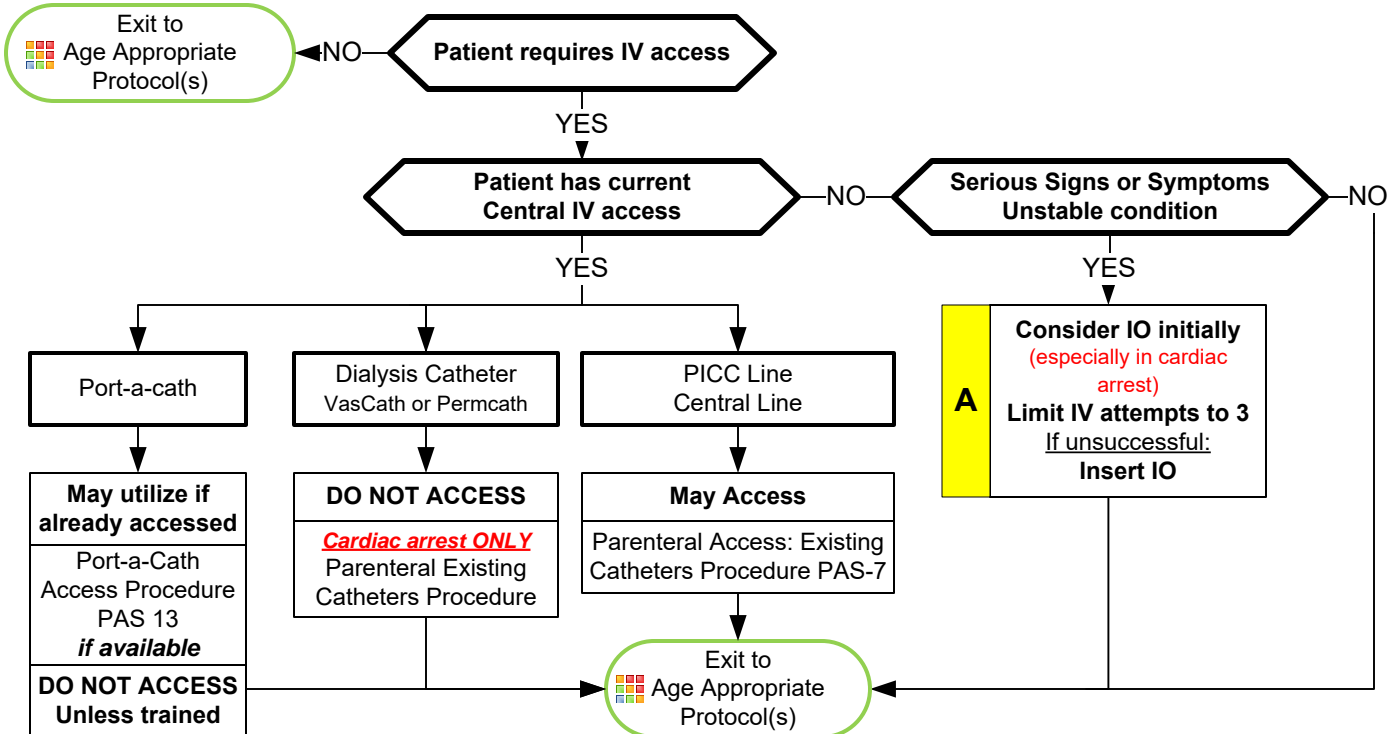 Exit to
Age Appropriate
Protocol(s)
NO
Patient requires IV access
YES
Patient has current
Central IV access
NO
Serious Signs or Symptoms
Unstable condition
NO
YES
YES
Port-a-cath
Dialysis Catheter
VasCath or Permcath
PICC Line
Central Line
A
Consider IO initially
(especially in cardiac
arrest)
Limit IV attempts to 3
If unsuccessful:
Insert IO
May utilize if
already accessed
Port-a-Cath
Access Procedure
PAS 13
if available
DO NOT ACCESS
Unless trained
DO NOT ACCESS
Cardiac arrest ONLY
Parenteral Existing
Catheters Procedure
May Access
Parenteral Access: Existing
Catheters Procedure PAS-7
Exit to
Age Appropriate
Protocol(s)